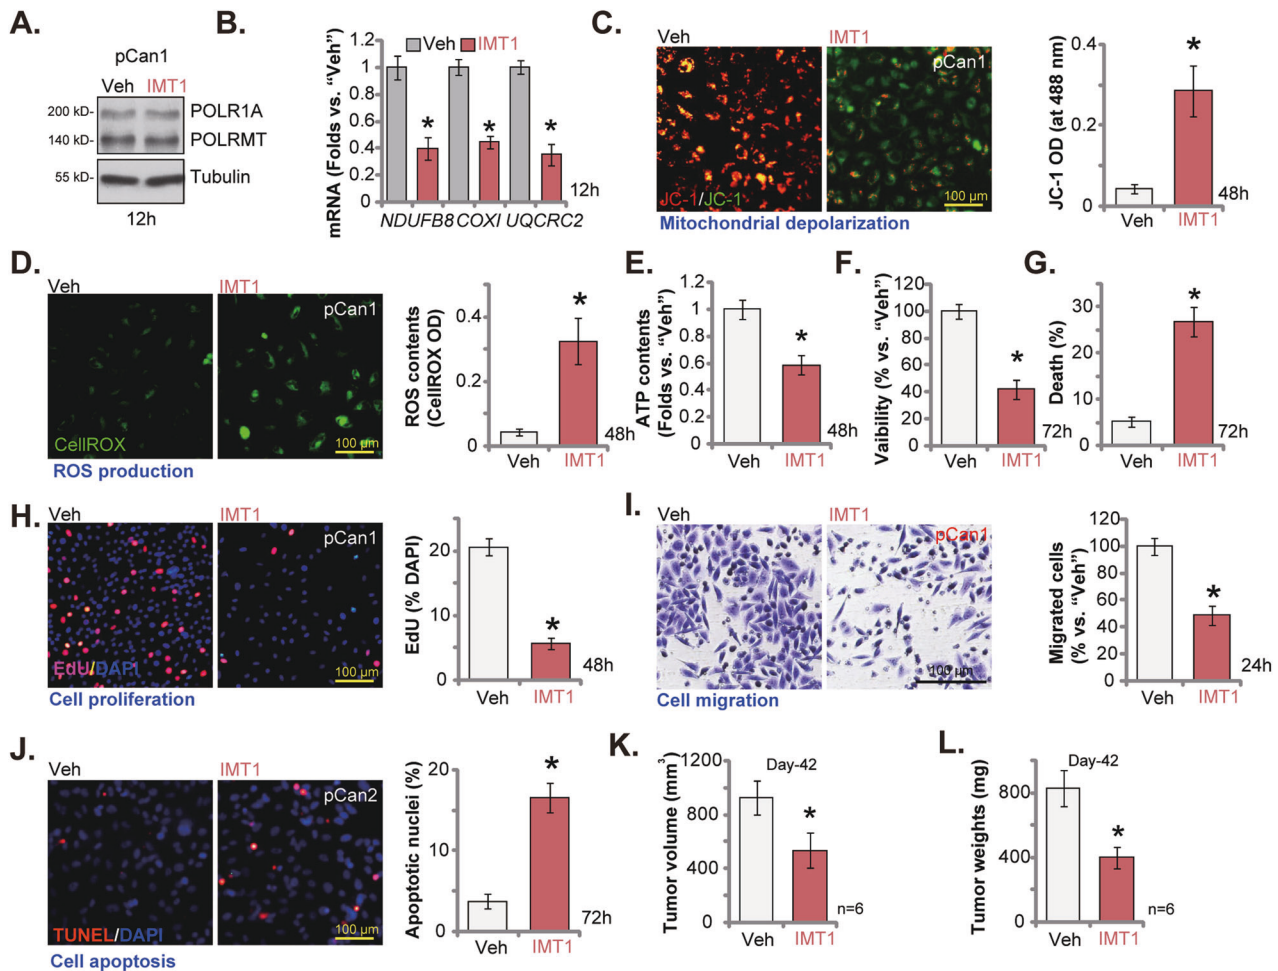 A.
pCan1
Veh IMT1
200 kD- POLR1A
140 kD- POLRMT
55 kD- Tubulin
12h
B.
mRNA (Folds vs. “Veh”)
Veh IMT1
1.2
1
0.8
0.6
0.4
0.2
0
* * *
12h
NDUFB8 COXI UQCRC2
C.
Veh IMT1
pCan1
JC-1/JC-1
100 µm
Mitochondrial depolarization
JC-1 OD (at 488 nm)
0.4
0.2
0
*
48h
Veh IMT1
D.
Veh IMT1
pCan1
CellROX
100 µm
ROS production
ROS contents
(CellROX OD)
0.4
0.2
0
*
48h
Veh IMT1
E.
ATP contents
(Folds vs. “Veh”)
1.2
1
0.8
0.6
0.4
0.2
0
*
48h
Veh IMT1
F.
Vaibility (% vs. “Veh”)
120
100
80
60
40
20
0
*
72h
Veh IMT1
G.
Death (%)
30
20
10
0
*
72h
Veh IMT1
H.
Veh IMT1
pCan1
EdU/DAPI
100 µm
Cell proliferation
EdU (% DAPI)
20
10
0
*
48h
Veh IMT1
I.
Veh IMT1
pCan1
100 µm
Cell migration
Migrated cells
(% vs. “Veh”)
120
100
80
60
40
20
0
*
24h
Veh IMT1
J.
Veh IMT1
pCan2
TUNEL/DAPI
100 µm
Cell apoptosis
Apoptotic nuclei (%)
20
10
0
*
72h
Veh IMT1
K.
Tumor volume (mm³)
1200
800
400
0
Day-42
*
n=6
Veh IMT1
L.
Tumor weights (mg)
800
400
0
Day-42
*
n=6
Veh IMT1